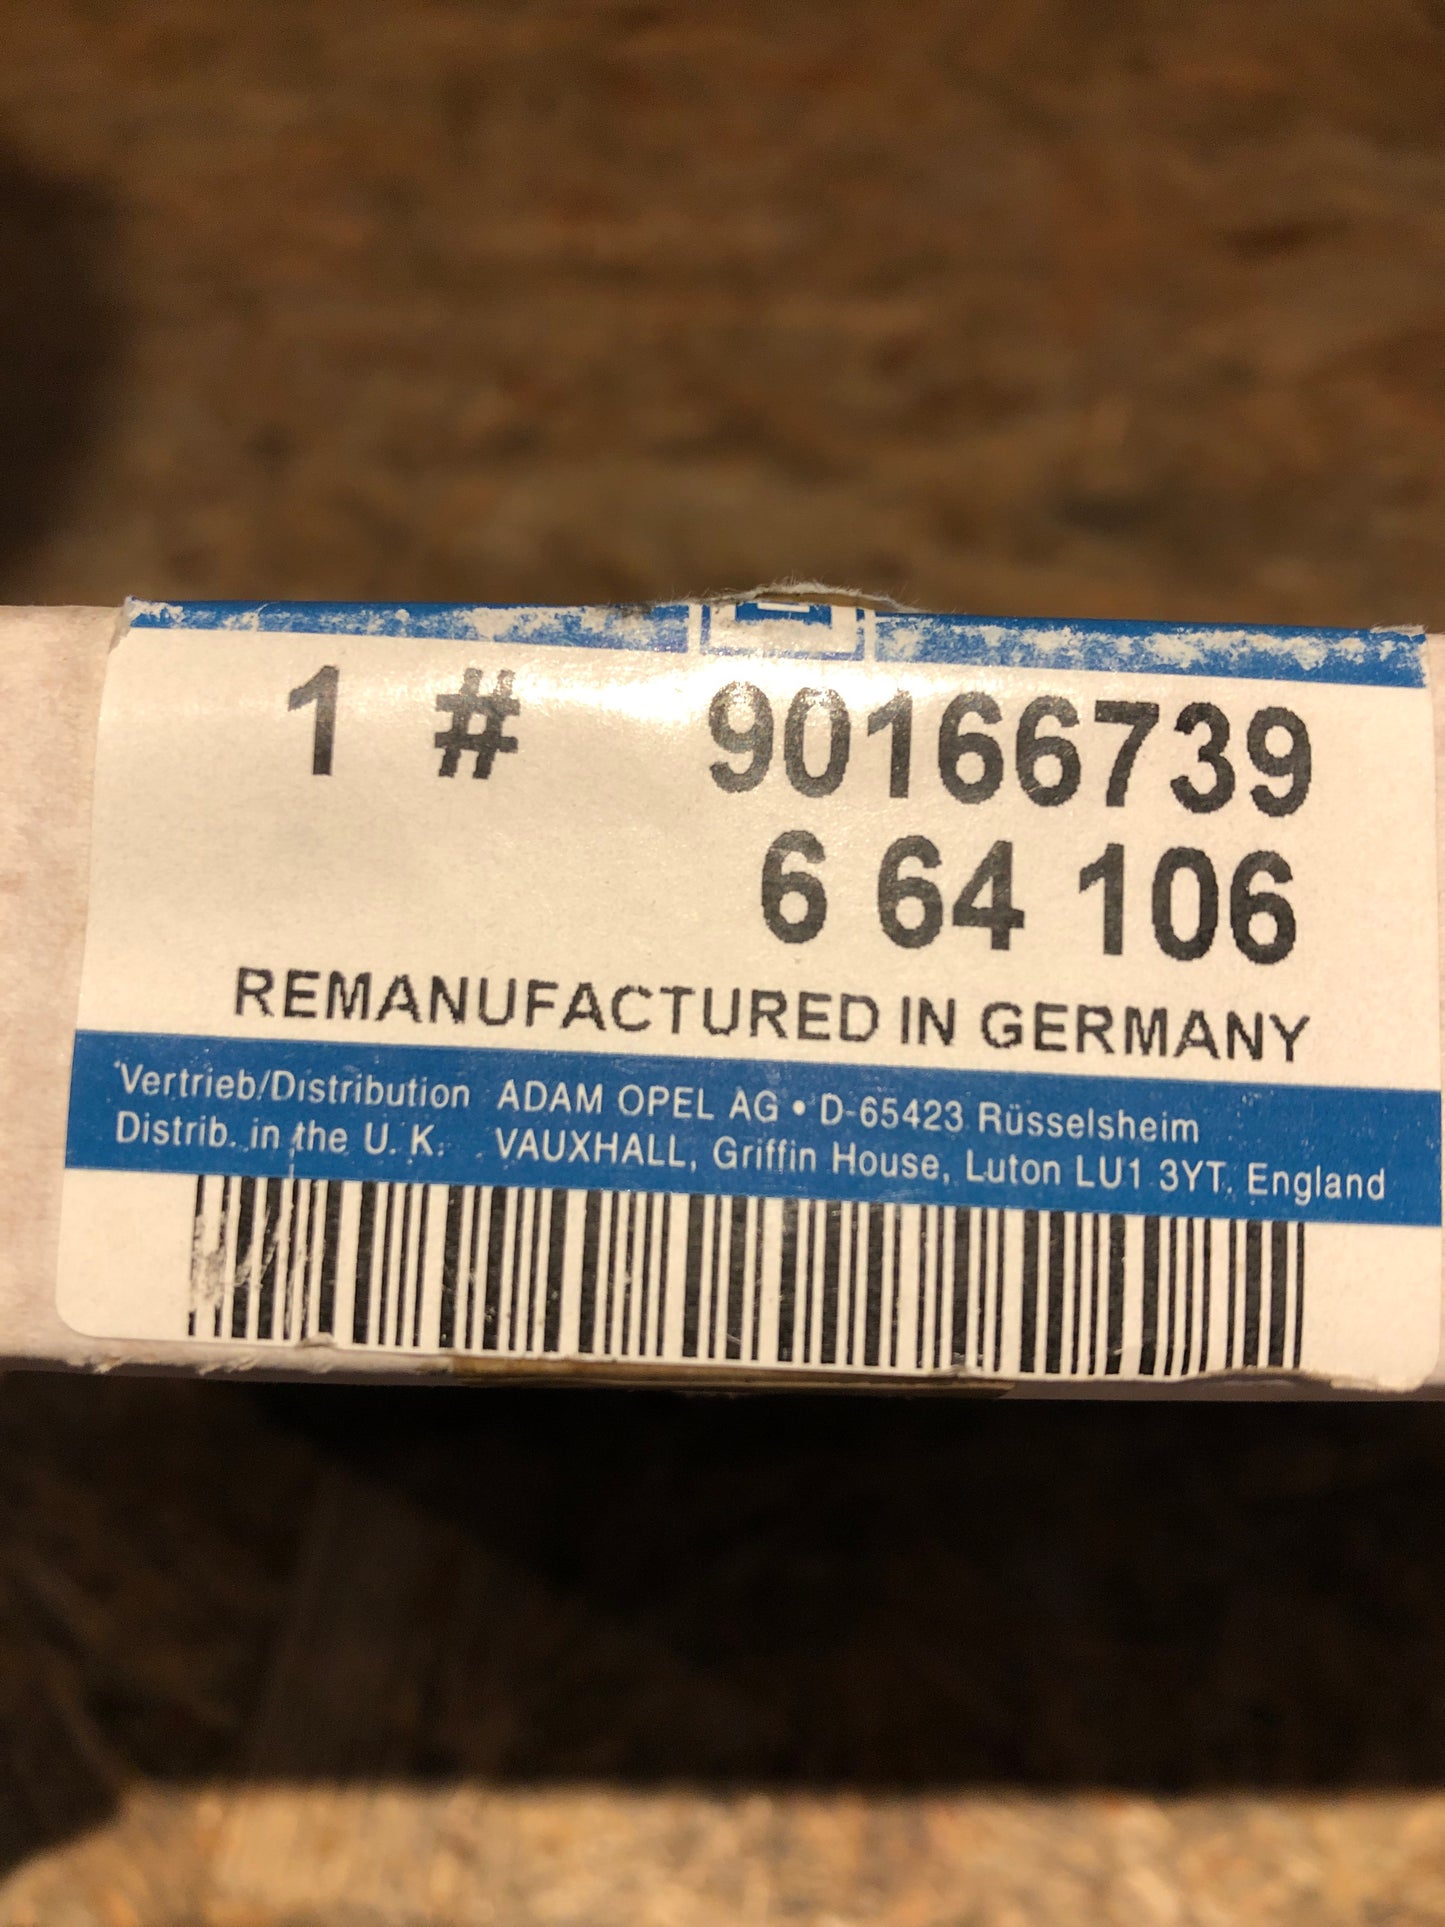 1 # 90166739
6 64 106
REMANUFACTURED IN GERMANY
Vertrieb/Distribution ADAM OPEL AG • D-65423 Rüsselsheim
Distrib. in the U. K. VAUXHALL, Griffin House, Luton LU1 3YT, England